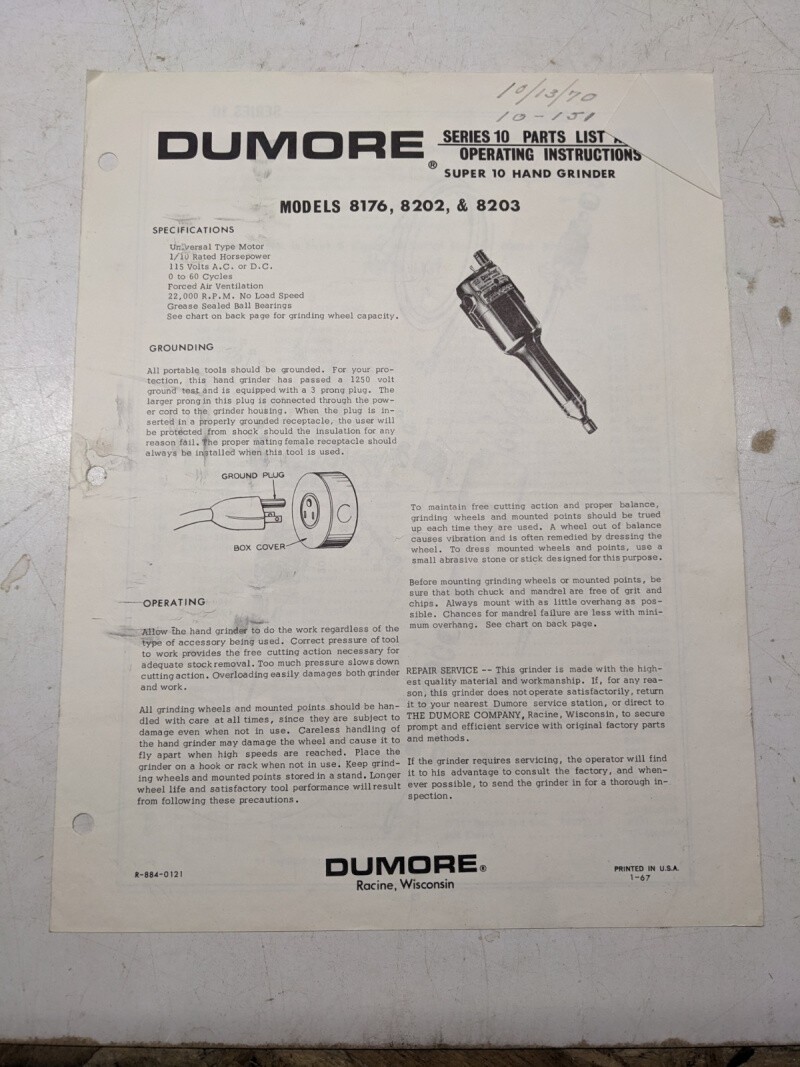 10/13/70
10-151
DUMORE®
SERIES 10 PARTS LIST
OPERATING INSTRUCTIONS
SUPER 10 HAND GRINDER
MODELS 8176, 8202, & 8203
SPECIFICATIONS
Universal Type Motor
1/10 Rated Horsepower
115 Volts A.C. or D.C.
0 to 60 Cycles
Forced Air Ventilation
22,000 R.P.M. No Load Speed
Grease Sealed Ball Bearings
See chart on back page for grinding wheel capacity.
GROUNDING
All portable tools should be grounded. For your pro-
tection, this hand grinder has passed a 1250 volt
ground test and is equipped with a 3 prong plug. The
larger prong in this plug is connected through the pow-
er cord to the grinder housing. When the plug is in-
serted in a properly grounded receptacle, the user will
be protected from shock should the insulation for any
reason fail. The proper mating female receptacle should
always be installed when this tool is used.
GROUND PLUG
BOX COVER
OPERATING
Allow the hand grinder to do the work regardless of the
type of accessory being used. Correct pressure of tool
to work provides the free cutting action necessary for
adequate stock removal. Too much pressure slows down
cutting action. Overloading easily damages both grinder
and work.
All grinding wheels and mounted points should be han-
dled with care at all times, since they are subject to
damage even when not in use. Careless handling of
the hand grinder may damage the wheel and cause it to
fly apart when high speeds are reached. Place the
grinder on a hook or rack when not in use. Keep grind-
ing wheels and mounted points stored in a stand. Longer
wheel life and satisfactory tool performance will result
from following these precautions.
To maintain free cutting action and proper balance,
grinding wheels and mounted points should be trued
up each time they are used. A wheel out of balance
causes vibration and is often remedied by dressing the
wheel. To dress mounted wheels and points, use a
small abrasive stone or stick designed for this purpose.
Before mounting grinding wheels or mounted points, be
sure that both chuck and mandrel are free of grit and
chips. Always mount with as little overhang as pos-
sible. Chances for mandrel failure are less with mini-
mum overhang. See chart on back page.
REPAIR SERVICE -- This grinder is made with the high-
est quality material and workmanship. If, for any rea-
son, this grinder does not operate satisfactorily, return
it to your nearest Dumore service station, or direct to
THE DUMORE COMPANY, Racine, Wisconsin, to secure
prompt and efficient service with original factory parts
and methods.
If the grinder requires servicing, the operator will find
it to his advantage to consult the factory, and when-
ever possible, to send the grinder in for a thorough in-
spection.
R-884-0121
DUMORE®
Racine, Wisconsin
PRINTED IN U.S.A.
1-67